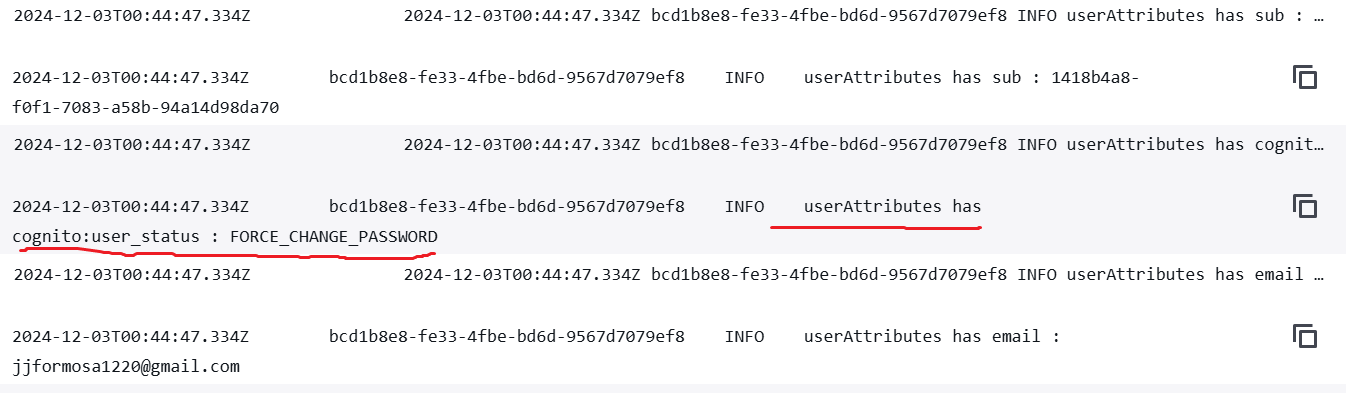 2024-12-03T00:44:47.334Z 2024-12-03T00:44:47.334Z bcd1b8e8-fe33-4fbe-bd6d-9567d7079ef8 INFO userAttributes has sub : …
2024-12-03T00:44:47.334Z bcd1b8e8-fe33-4fbe-bd6d-9567d7079ef8 INFO userAttributes has sub : 1418b4a8-
f0f1-7083-a58b-94a14d98da70
2024-12-03T00:44:47.334Z 2024-12-03T00:44:47.334Z bcd1b8e8-fe33-4fbe-bd6d-9567d7079ef8 INFO userAttributes has cognit…
2024-12-03T00:44:47.334Z bcd1b8e8-fe33-4fbe-bd6d-9567d7079ef8 INFO userAttributes has
cognito:user_status : FORCE_CHANGE_PASSWORD
2024-12-03T00:44:47.334Z 2024-12-03T00:44:47.334Z bcd1b8e8-fe33-4fbe-bd6d-9567d7079ef8 INFO userAttributes has email …
2024-12-03T00:44:47.334Z bcd1b8e8-fe33-4fbe-bd6d-9567d7079ef8 INFO userAttributes has email :
jjformosa1220@gmail.com